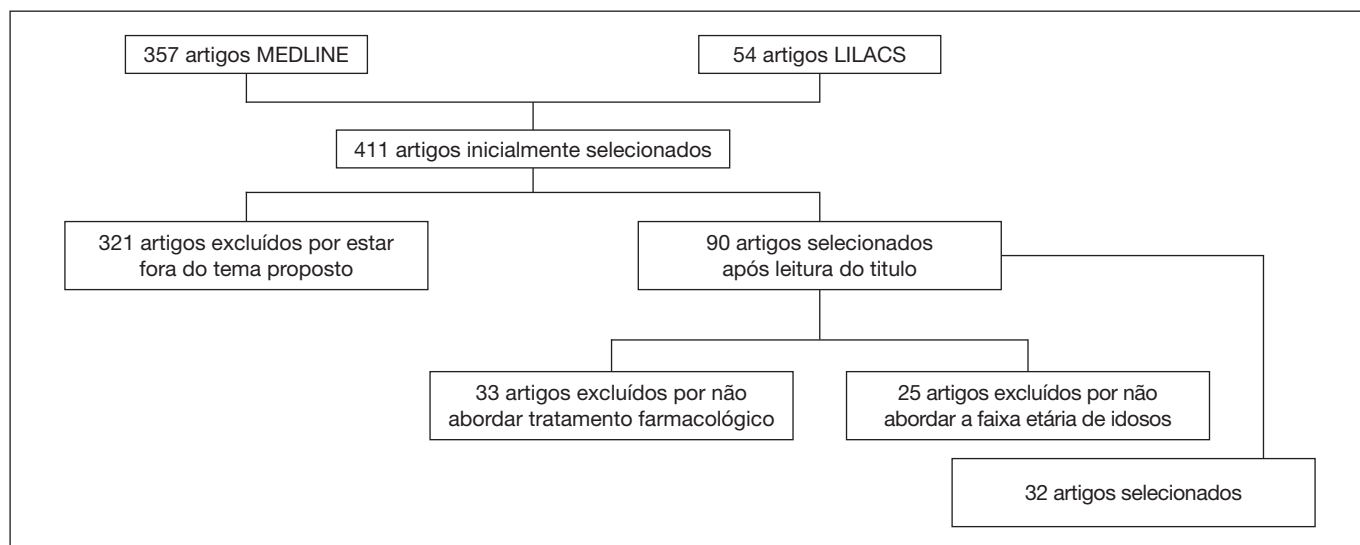 357 artigos MEDLINE
54 artigos LILACS
411 artigos inicialmente selecionados
321 artigos excluídos por estar
fora do tema proposto
90 artigos selecionados
após leitura do titulo
33 artigos excluídos por não
abordar tratamento farmacológico
25 artigos excluídos por não
abordar a faixa etária de idosos
32 artigos selecionados